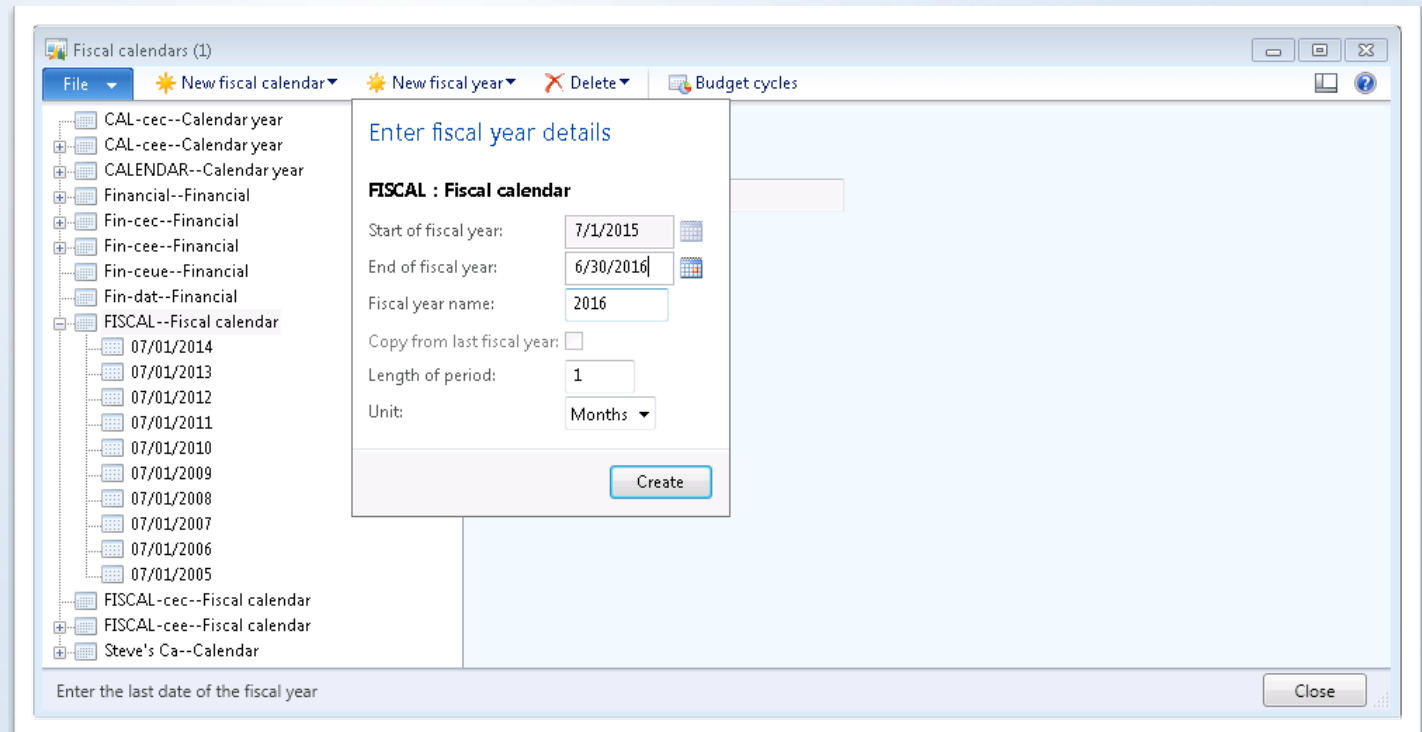 Fiscal calendars (1)
File New fiscal calendar New fiscal year Delete Budget cycles
CAL-cec--Calendar year
CAL-cee--Calendar year
CALENDAR--Calendar year
Financial--Financial
Fin-cec--Financial
Fin-cee--Financial
Fin-ceue--Financial
Fin-dat--Financial
FISCAL--Fiscal calendar
07/01/2014
07/01/2013
07/01/2012
07/01/2011
07/01/2010
07/01/2009
07/01/2008
07/01/2007
07/01/2006
07/01/2005
FISCAL-cec--Fiscal calendar
FISCAL-cee--Fiscal calendar
Steve's Ca--Calendar
Enter fiscal year details
FISCAL : Fiscal calendar
Start of fiscal year: 7/1/2015
End of fiscal year: 6/30/2016
Fiscal year name: 2016
Copy from last fiscal year:
Length of period: 1
Unit: Months
Create
Enter the last date of the fiscal year
Close